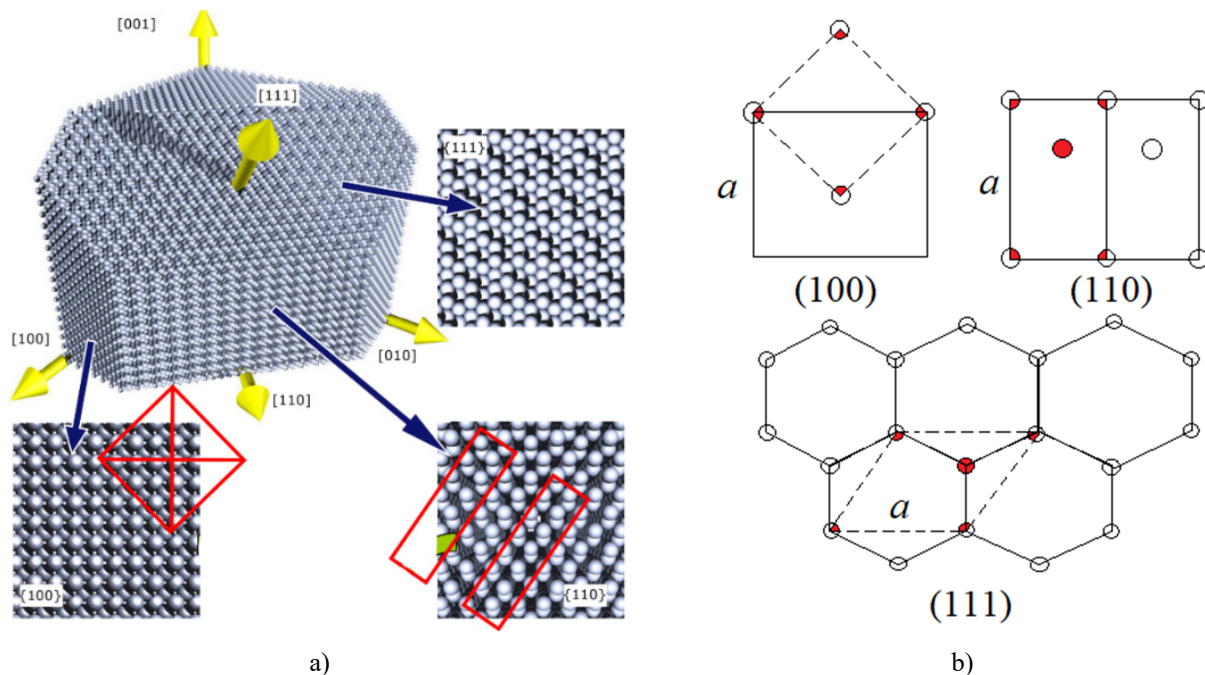 [001]
[111]
{111}
[100]
[010]
[110]
{100}
{110}
a)
a
(100)
a
(110)
a
(111)
b)